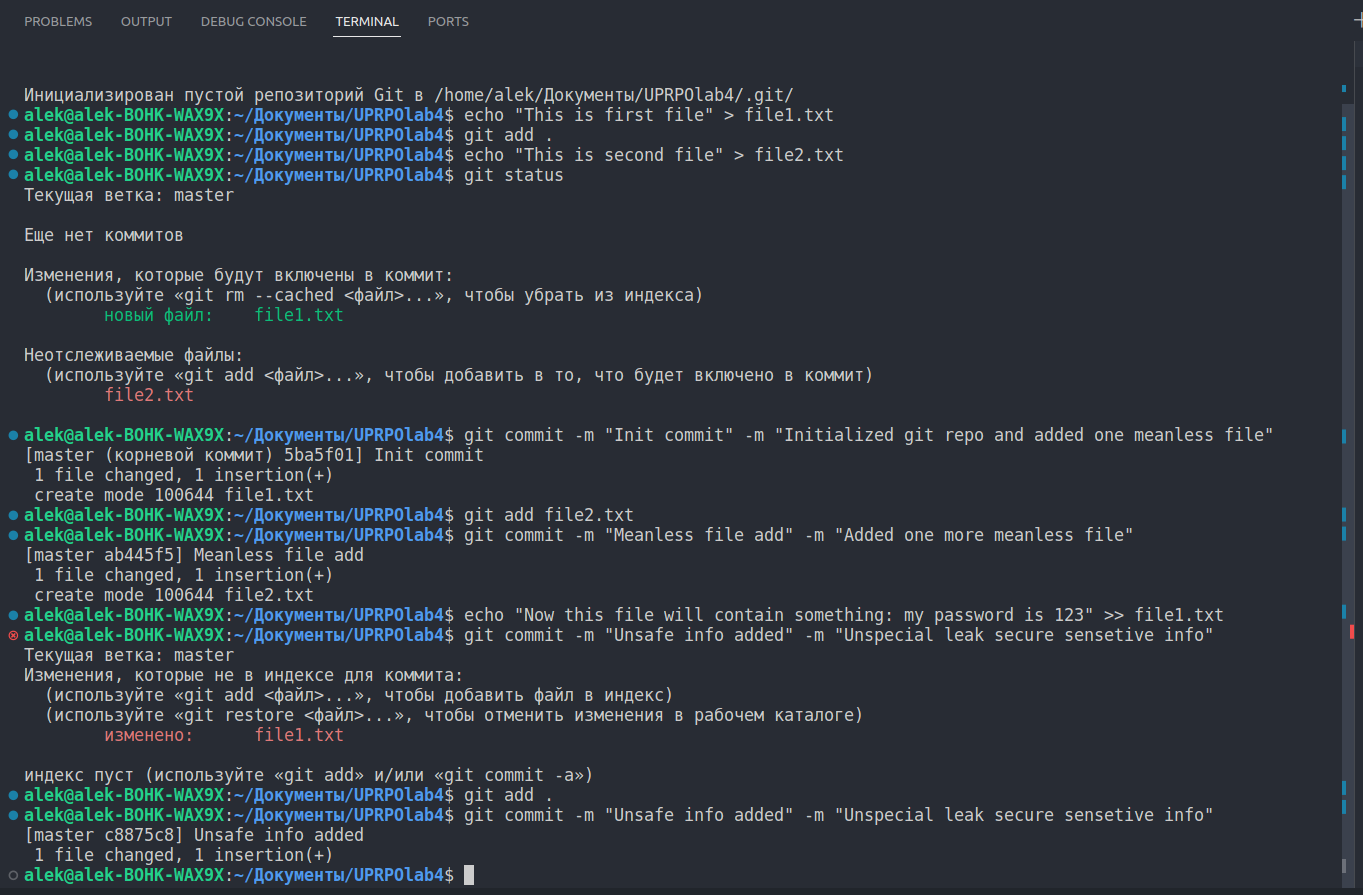 PROBLEMS OUTPUT DEBUG CONSOLE TERMINAL PORTS
Инициализирован пустой репозиторий Git в /home/alek/Документы/UPRPOlab4/.git/
alek@alek-BOHK-WAX9X:~/Документы/UPRPOlab4$ echo "This is first file" > file1.txt
alek@alek-BOHK-WAX9X:~/Документы/UPRPOlab4$ git add .
alek@alek-BOHK-WAX9X:~/Документы/UPRPOlab4$ echo "This is second file" > file2.txt
alek@alek-BOHK-WAX9X:~/Документы/UPRPOlab4$ git status
Текущая ветка: master
Еще нет коммитов
Изменения, которые будут включены в коммит:
  (используйте «git rm --cached <файл>...», чтобы убрать из индекса)
        новый файл:    file1.txt
Неотслеживаемые файлы:
  (используйте «git add <файл>...», чтобы добавить в то, что будет включено в коммит)
        file2.txt
alek@alek-BOHK-WAX9X:~/Документы/UPRPOlab4$ git commit -m "Init commit" -m "Initialized git repo and added one meanless file"
[master (корневой коммит) 5ba5f01] Init commit
 1 file changed, 1 insertion(+)
 create mode 100644 file1.txt
alek@alek-BOHK-WAX9X:~/Документы/UPRPOlab4$ git add file2.txt
alek@alek-BOHK-WAX9X:~/Документы/UPRPOlab4$ git commit -m "Meanless file add" -m "Added one more meanless file"
[master ab445f5] Meanless file add
 1 file changed, 1 insertion(+)
 create mode 100644 file2.txt
alek@alek-BOHK-WAX9X:~/Документы/UPRPOlab4$ echo "Now this file will contain something: my password is 123" >> file1.txt
alek@alek-BOHK-WAX9X:~/Документы/UPRPOlab4$ git commit -m "Unsafe info added" -m "Unspecial leak secure sensetive info"
Текущая ветка: master
Изменения, которые не в индексе для коммита:
  (используйте «git add <файл>...», чтобы добавить файл в индекс)
  (используйте «git restore <файл>...», чтобы отменить изменения в рабочем каталоге)
        изменено:      file1.txt
индекс пуст (используйте «git add» и/или «git commit -a»)
alek@alek-BOHK-WAX9X:~/Документы/UPRPOlab4$ git add .
alek@alek-BOHK-WAX9X:~/Документы/UPRPOlab4$ git commit -m "Unsafe info added" -m "Unspecial leak secure sensetive info"
[master c8875c8] Unsafe info added
 1 file changed, 1 insertion(+)
alek@alek-BOHK-WAX9X:~/Документы/UPRPOlab4$